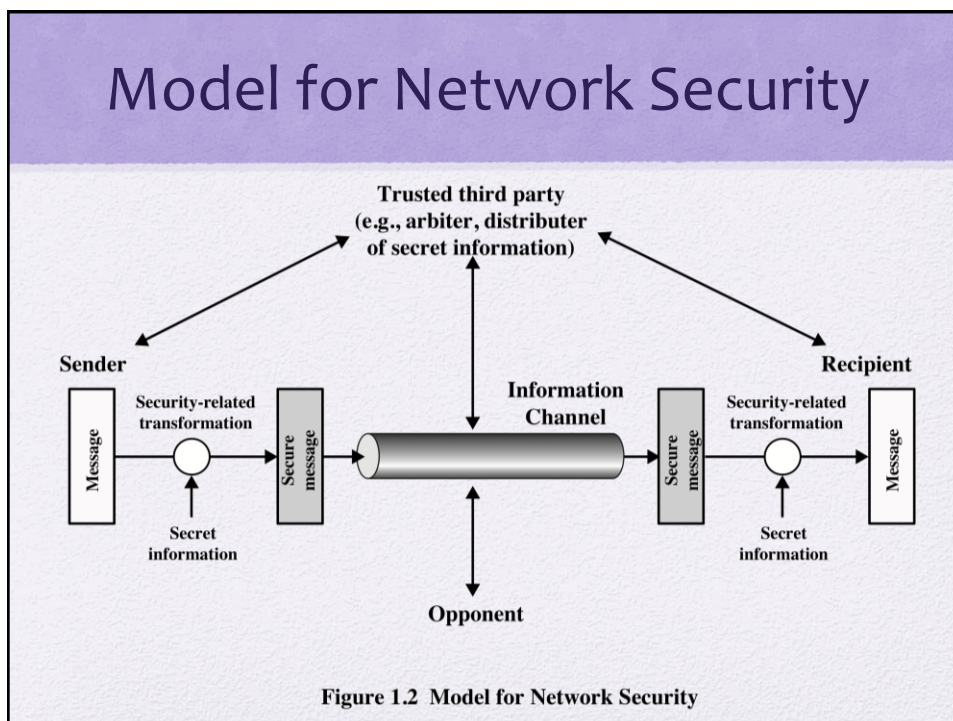 Model for Network Security
Trusted third party
(e.g., arbiter, distributer
of secret information)
Sender
Recipient
Information
Channel
Message
Security-related
transformation
Secret
information
Secure
message
Secure
message
Security-related
transformation
Secret
information
Message
Opponent
Figure 1.2 Model for Network Security